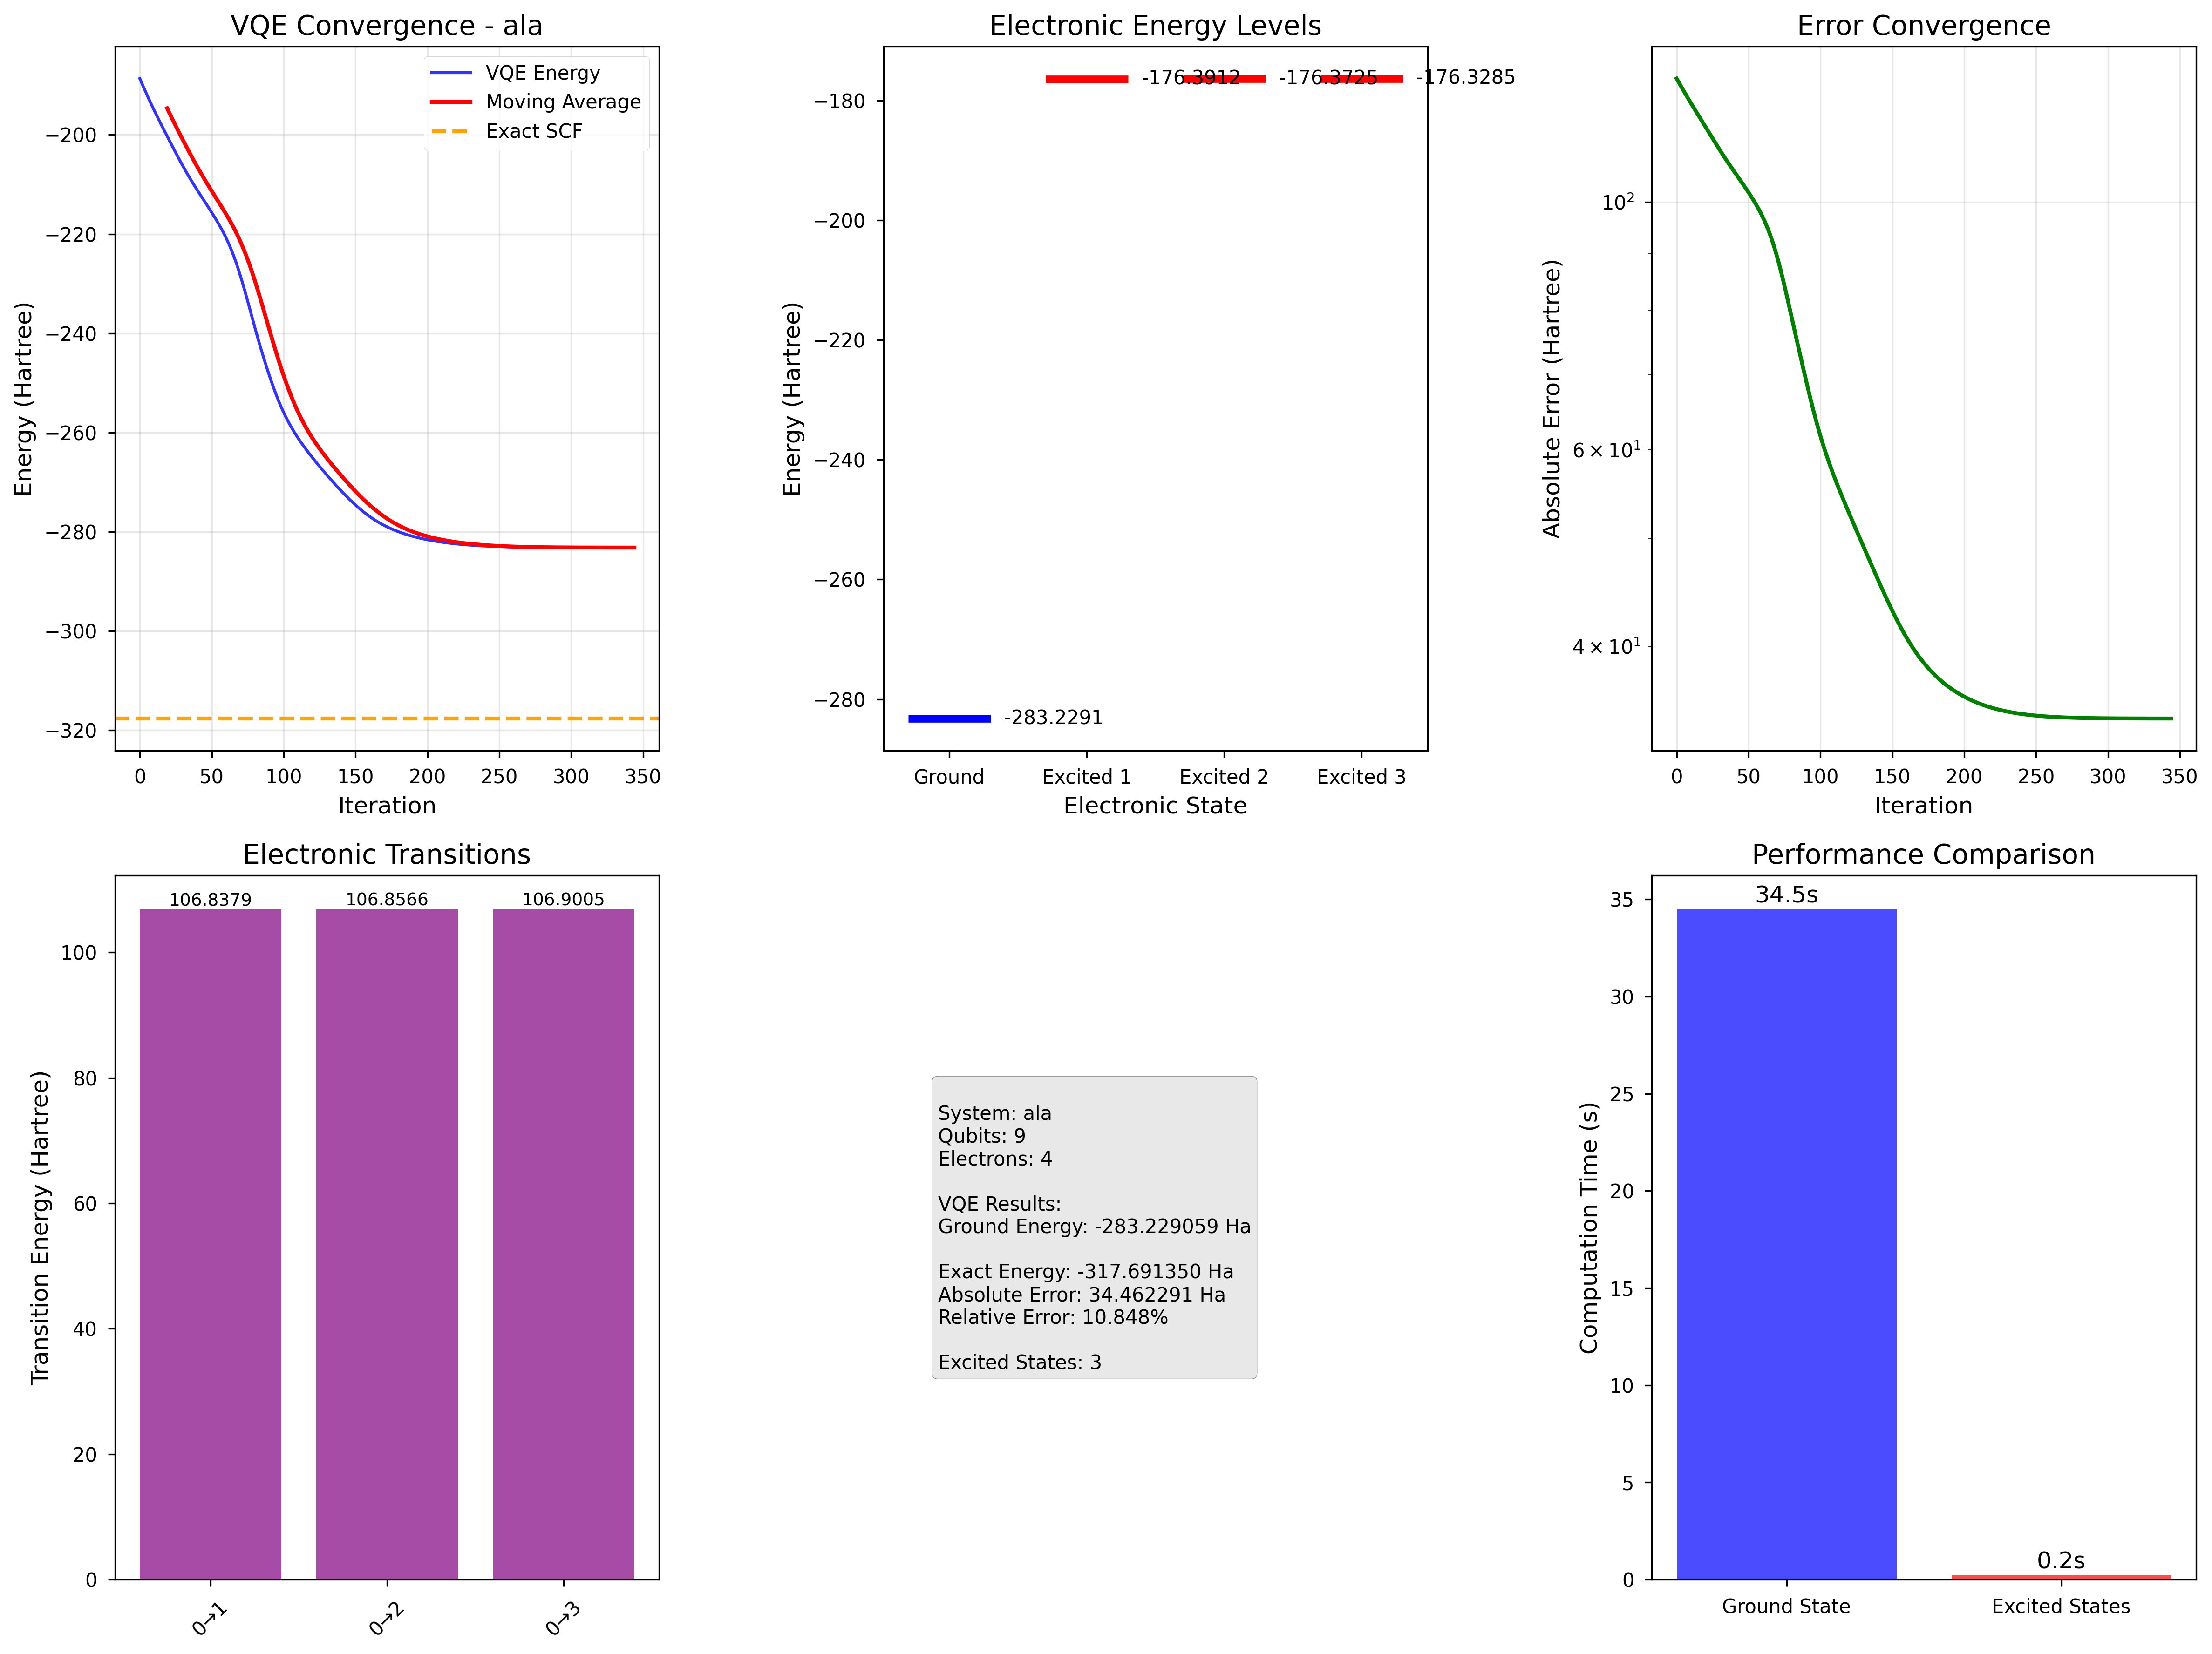 VQE Convergence - ala
VQE Energy
Moving Average
Exact SCF
Energy (Hartree)
−200
−220
−240
−260
−280
−300
−320
0 50 100 150 200 250 300 350
Iteration
Electronic Energy Levels
Energy (Hartree)
−180
−200
−220
−240
−260
−280
-176.3912
-176.3725
-176.3285
-283.2291
Ground Excited 1 Excited 2 Excited 3
Electronic State
Error Convergence
Absolute Error (Hartree)
10²
6 × 10¹
4 × 10¹
0 50 100 150 200 250 300 350
Iteration
Electronic Transitions
Transition Energy (Hartree)
100
80
60
40
20
0
106.8379 106.8566 106.9005
0→1 0→2 0→3
System: ala
Qubits: 9
Electrons: 4
VQE Results:
Ground Energy: -283.229059 Ha
Exact Energy: -317.691350 Ha
Absolute Error: 34.462291 Ha
Relative Error: 10.848%
Excited States: 3
Performance Comparison
Computation Time (s)
35
30
25
20
15
10
5
0
34.5s
0.2s
Ground State Excited States